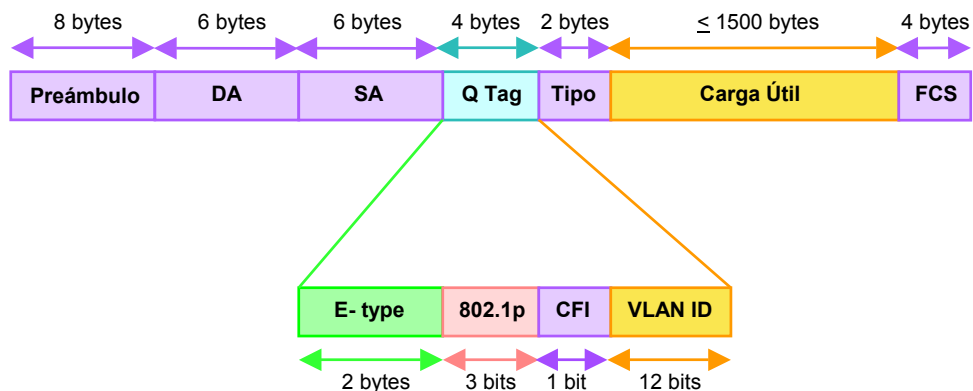 8 bytes 6 bytes 6 bytes 4 bytes 2 bytes ≤ 1500 bytes 4 bytes
Preámbulo DA SA Q Tag Tipo Carga Útil FCS
E- type 802.1p CFI VLAN ID
2 bytes 3 bits 1 bit 12 bits